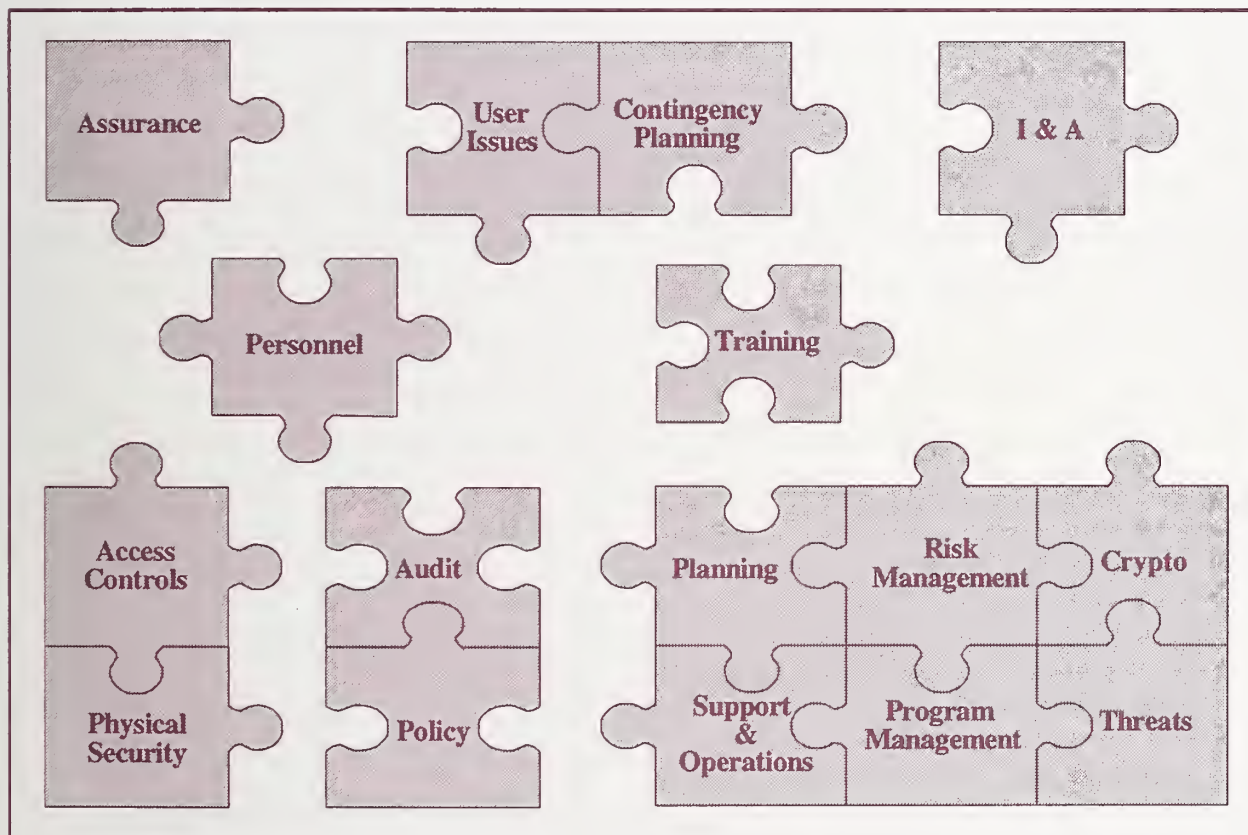 Assurance
User
Issues
Contingency
Planning
I & A
Personnel
Training
Access
Controls
Audit
Planning
Risk
Management
Crypto
Physical
Security
Policy
Support
&
Operations
Program
Management
Threats